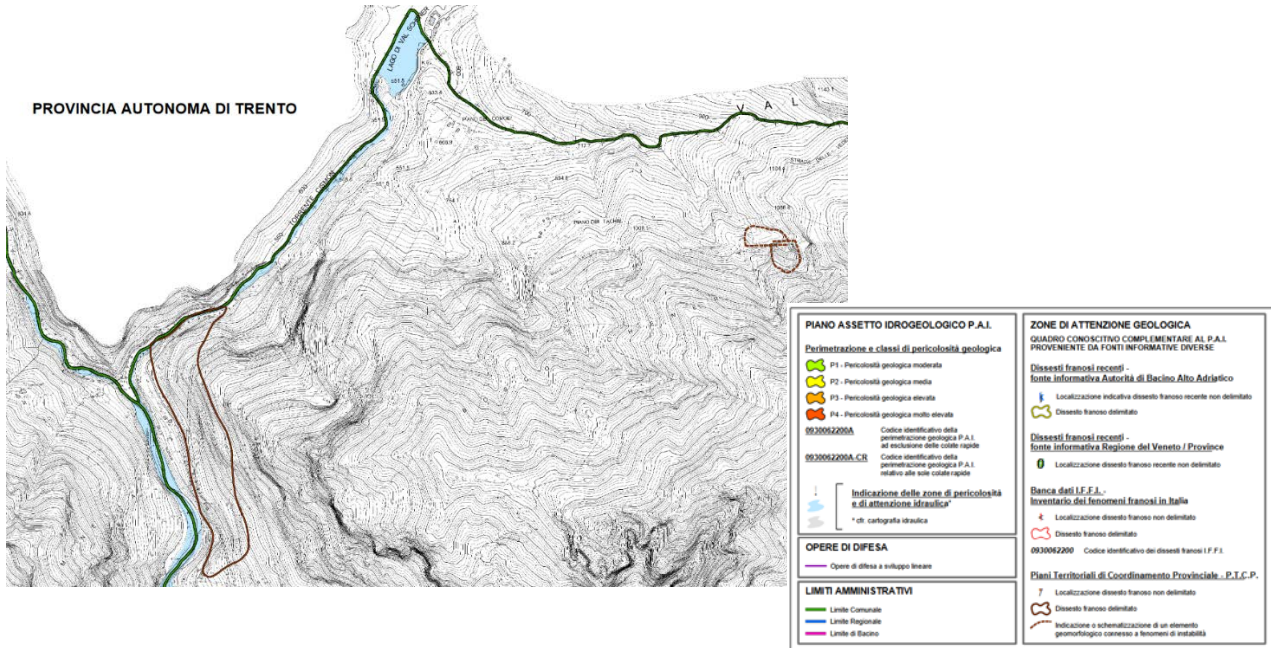 LAGO DI VAL SCHENER
PROVINCIA AUTONOMA DI TRENTO
V A L
TORRENTE CISMON
PIANO ASSETTO IDROGEOLOGICO P.A.I.
Perimetrazione e classi di pericolosità geologica
P1 - Pericolosità geologica moderata
P2 - Pericolosità geologica media
P3 - Pericolosità geologica elevata
P4 - Pericolosità geologica molto elevata
0930062200A Codice identificativo della
perimetrazione geologica P.A.I.
ad esclusione delle colate rapide
0930062200A-CR Codice identificativo della
perimetrazione geologica P.A.I.
relativo alle sole colate rapide
Indicazione delle zone di pericolosità
e di attenzione idraulica*
* cfr. cartografia idraulica
OPERE DI DIFESA
Opere di difesa a sviluppo lineare
LIMITI AMMINISTRATIVI
Limite Comunale
Limite Regionale
Limite di Bacino
ZONE DI ATTENZIONE GEOLOGICA
QUADRO CONOSCITIVO COMPLEMENTARE AL P.A.I.
PROVENIENTE DA FONTI INFORMATIVE DIVERSE
Dissesti franosi recenti -
fonte informativa Autorità di Bacino Alto Adriatico
Localizzazione indicativa dissesto franoso recente non delimitato
Dissesto franoso delimitato
Dissesti franosi recenti -
fonte informativa Regione del Veneto / Province
Localizzazione dissesto franoso recente non delimitato
Banca dati I.F.F.I. -
Inventario dei fenomeni franosi in Italia
Localizzazione dissesto franoso non delimitato
Dissesto franoso delimitato
0930062200 Codice identificativo dei dissesti franosi I.F.F.I.
Piani Territoriali di Coordinamento Provinciale - P.T.C.P.
Localizzazione dissesto franoso non delimitato
Dissesto franoso delimitato
Indicazione o schematizzazione di un elemento
geomorfologico connesso a fenomeni di instabilità